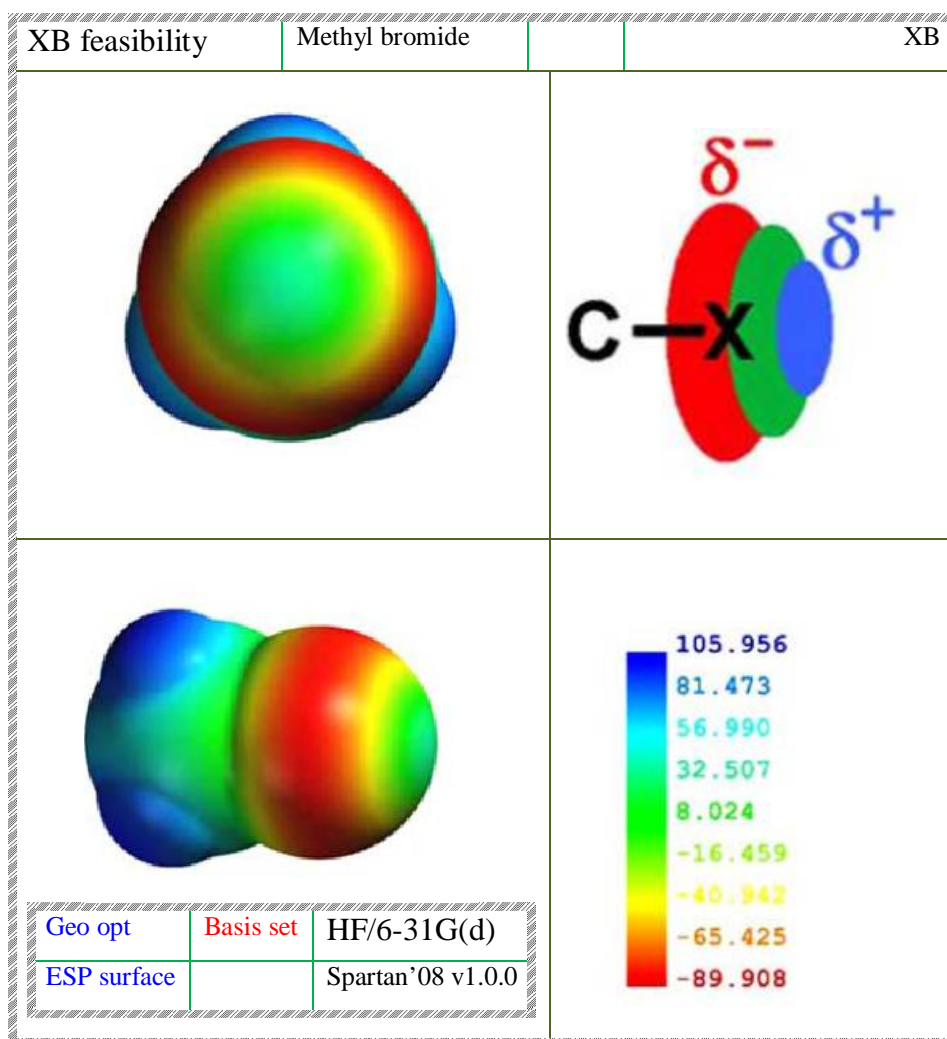 XB feasibility Methyl bromide XB
δ−
δ+
C X
105.956
81.473
56.990
32.507
8.024
-16.459
-40.942
-65.425
-89.908
Geo opt Basis set HF/6-31G(d)
ESP surface Spartan’08 v1.0.0